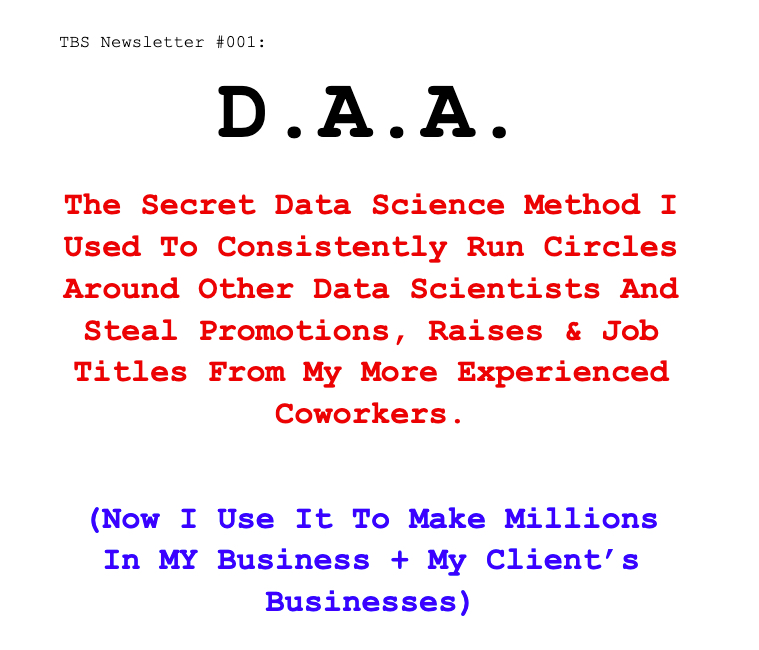 TBS Newsletter #001:
D.A.A.
The Secret Data Science Method I
Used To Consistently Run Circles
Around Other Data Scientists And
Steal Promotions, Raises & Job
Titles From My More Experienced
Coworkers.
(Now I Use It To Make Millions
In MY Business + My Client’s
Businesses)